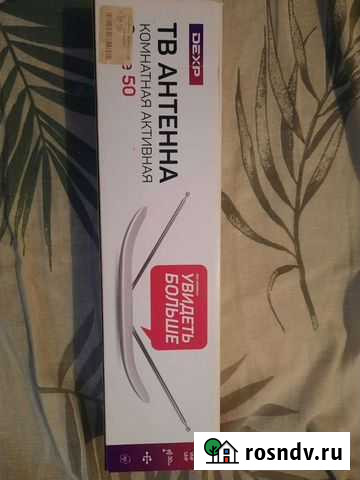 DEXP
ТВ АНТЕННА
КОМНАТНАЯ АКТИВНАЯ
50
УВИДЕТЬ
БОЛЬШЕ
rosndv.ru